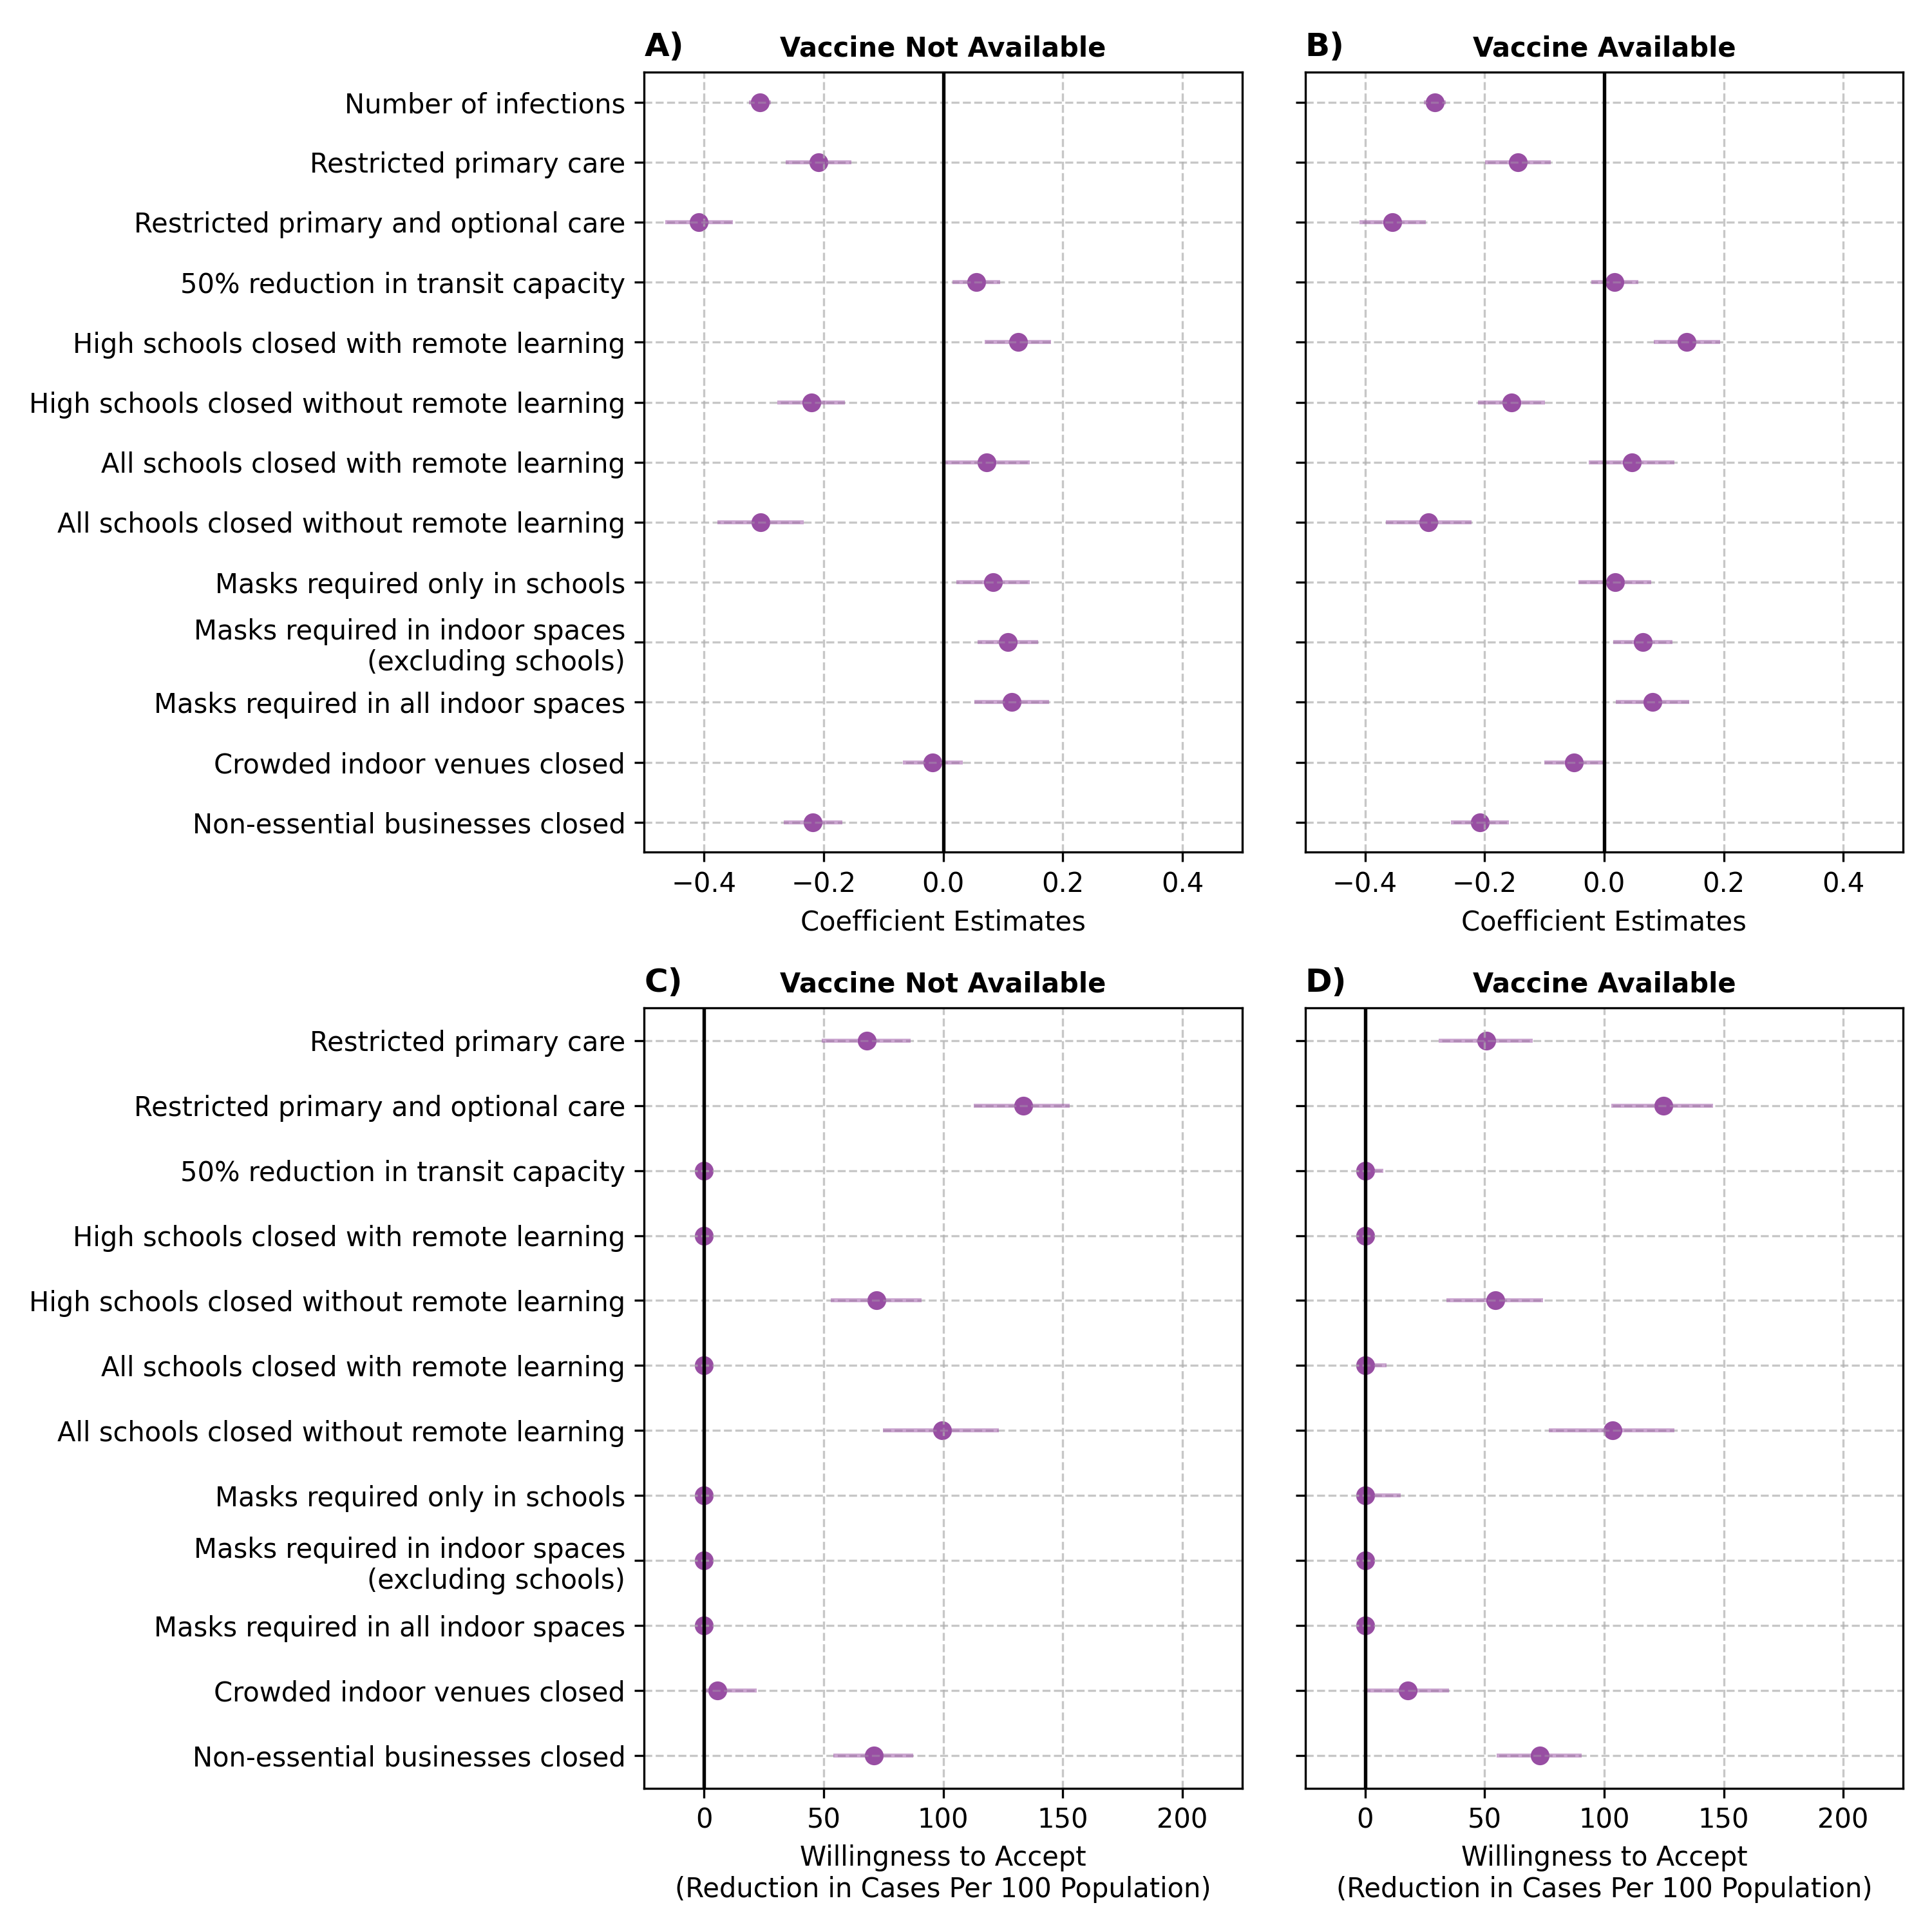 A) Vaccine Not Available
B) Vaccine Available
Number of infections
Restricted primary care
Restricted primary and optional care
50% reduction in transit capacity
High schools closed with remote learning
High schools closed without remote learning
All schools closed with remote learning
All schools closed without remote learning
Masks required only in schools
Masks required in indoor spaces
(excluding schools)
Masks required in all indoor spaces
Crowded indoor venues closed
Non-essential businesses closed
−0.4 −0.2 0.0 0.2 0.4
−0.4 −0.2 0.0 0.2 0.4
Coefficient Estimates
Coefficient Estimates
C) Vaccine Not Available
D) Vaccine Available
Restricted primary care
Restricted primary and optional care
50% reduction in transit capacity
High schools closed with remote learning
High schools closed without remote learning
All schools closed with remote learning
All schools closed without remote learning
Masks required only in schools
Masks required in indoor spaces
(excluding schools)
Masks required in all indoor spaces
Crowded indoor venues closed
Non-essential businesses closed
0 50 100 150 200
0 50 100 150 200
Willingness to Accept
(Reduction in Cases Per 100 Population)
Willingness to Accept
(Reduction in Cases Per 100 Population)